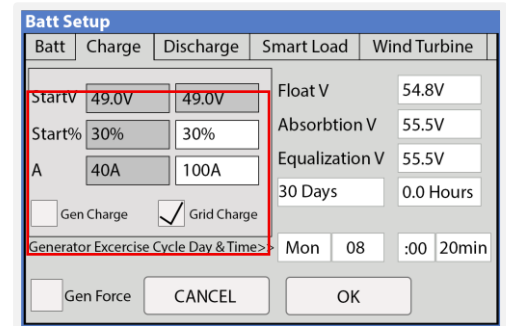 Batt Setup
Batt Charge Discharge Smart Load Wind Turbine
StartV 49.0V 49.0V Float V 54.8V
Start% 30% 30% Absorbtion V 55.5V
A 40A 100A Equalization V 55.5V
30 Days 0.0 Hours
Gen Charge Grid Charge
Generator Excercise Cycle Day & Time>> Mon 08 :00 20min
Gen Force CANCEL OK